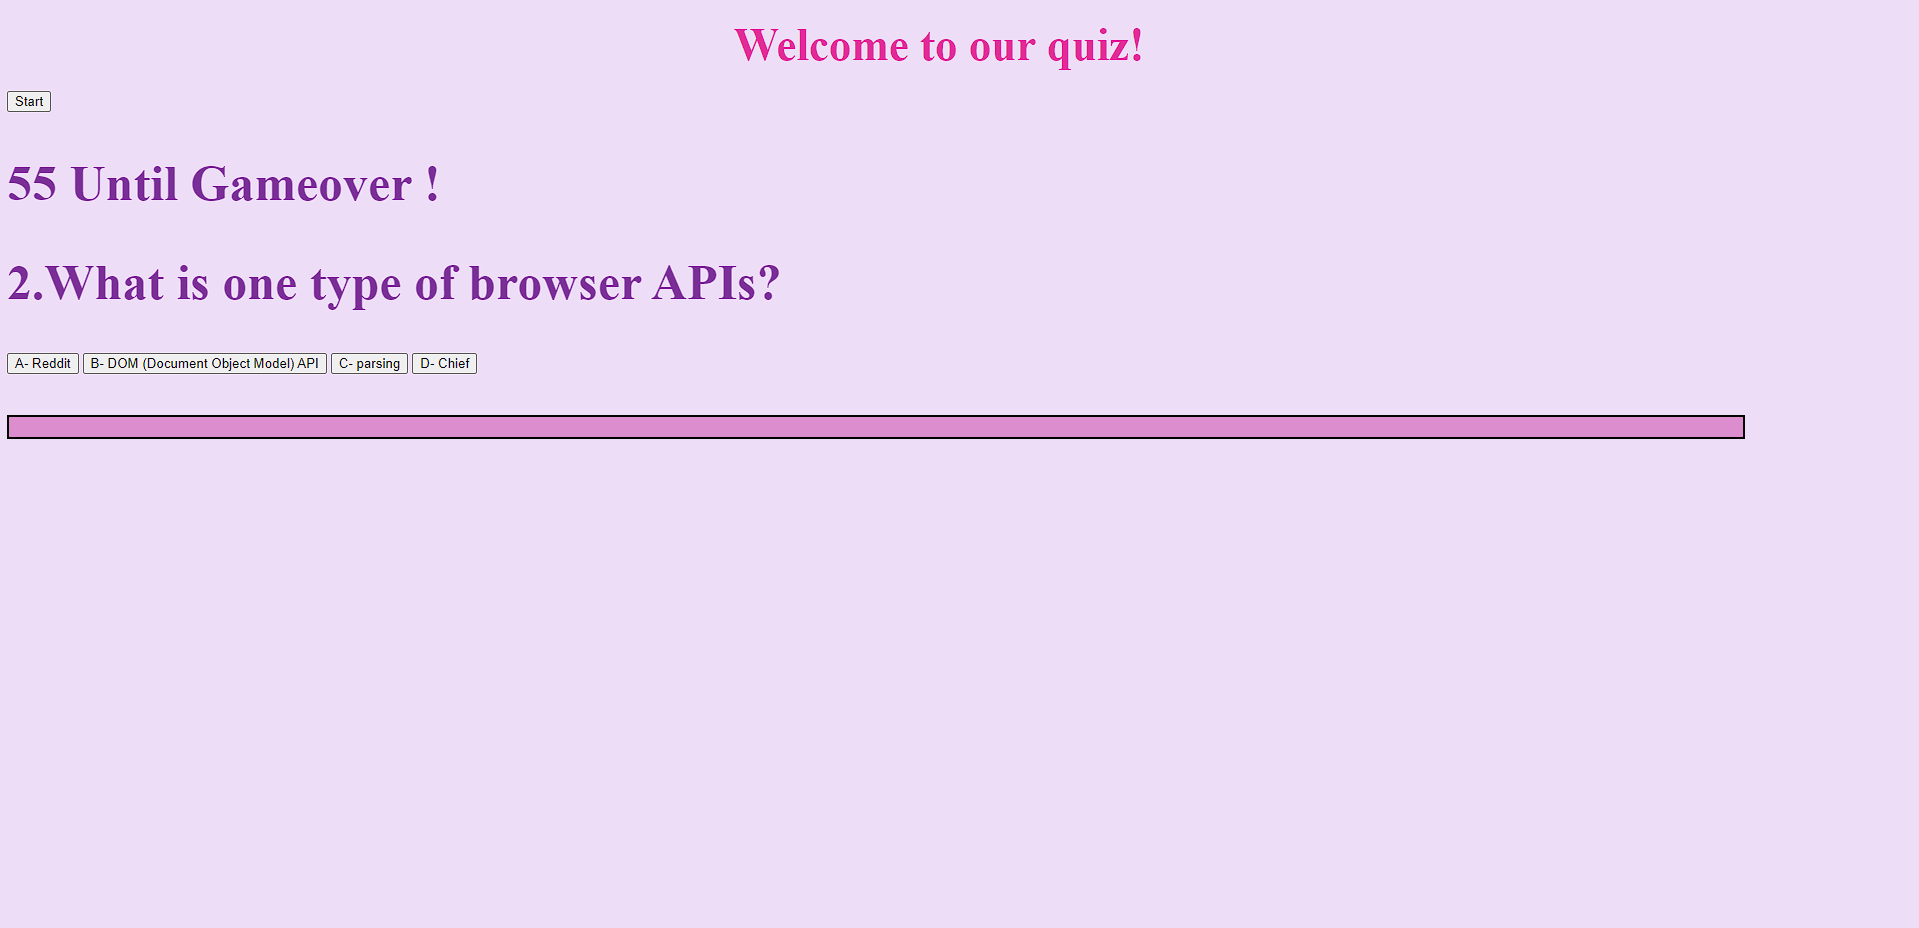 Welcome to our quiz!
Start
55 Until Gameover !
2.What is one type of browser APIs?
A- Reddit B- DOM (Document Object Model) API C- parsing D- Chief